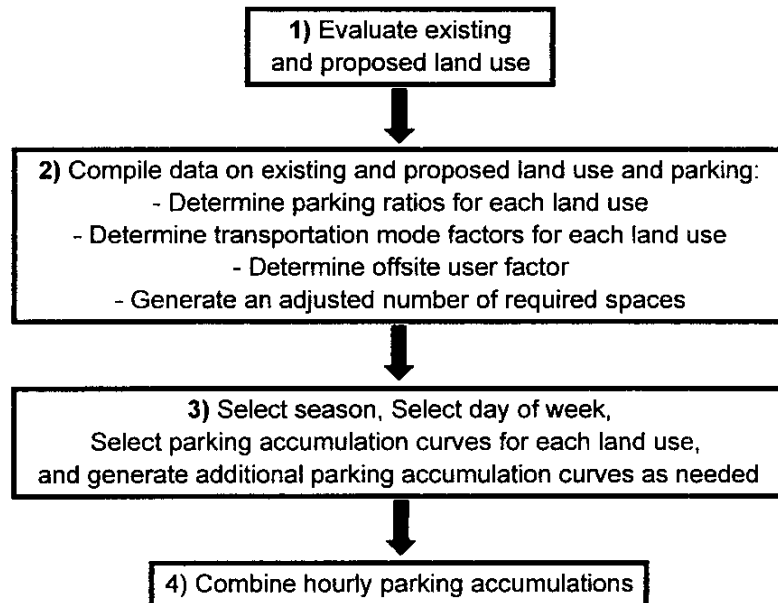 1) Evaluate existing
and proposed land use
2) Compile data on existing and proposed land use and parking:
- Determine parking ratios for each land use
- Determine transportation mode factors for each land use
- Determine offsite user factor
- Generate an adjusted number of required spaces
3) Select season, Select day of week,
Select parking accumulation curves for each land use,
and generate additional parking accumulation curves as needed
4) Combine hourly parking accumulations